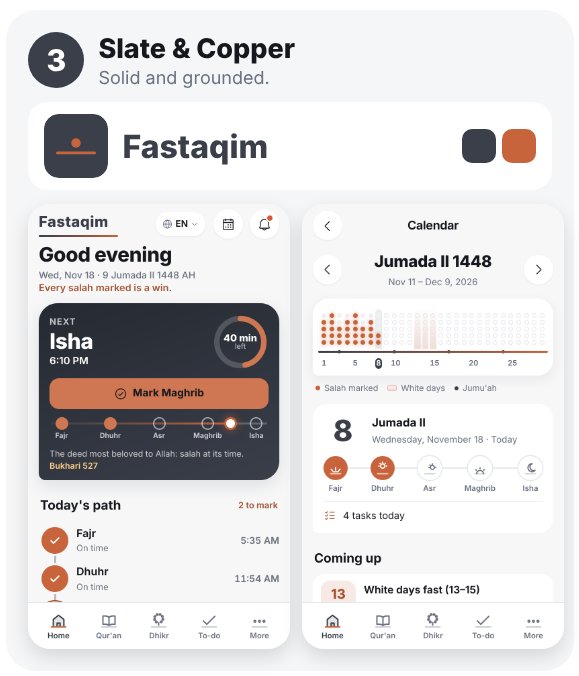 3
Slate & Copper
Solid and grounded.
Fastaqim
Fastaqim
EN
Good evening
Wed, Nov 18 · 9 Jumada II 1448 AH
Every salah marked is a win.
NEXT
Isha
6:10 PM
40 min
left
Mark Maghrib
Fajr Dhuhr Asr Maghrib Isha
The deed most beloved to Allah: salah at its time.
Bukhari 527
Today's path
2 to mark
Fajr
On time
5:35 AM
Dhuhr
On time
11:54 AM
Home Qur'an Dhikr To-do More
Calendar
Jumada II 1448
Nov 11 – Dec 9, 2026
1 5 8 10 15 20 25
Salah marked White days Jumu'ah
8
Jumada II
Wednesday, November 18 · Today
Fajr Dhuhr Asr Maghrib Isha
4 tasks today
Coming up
13
White days fast (13–15)
Home Qur'an Dhikr To-do More